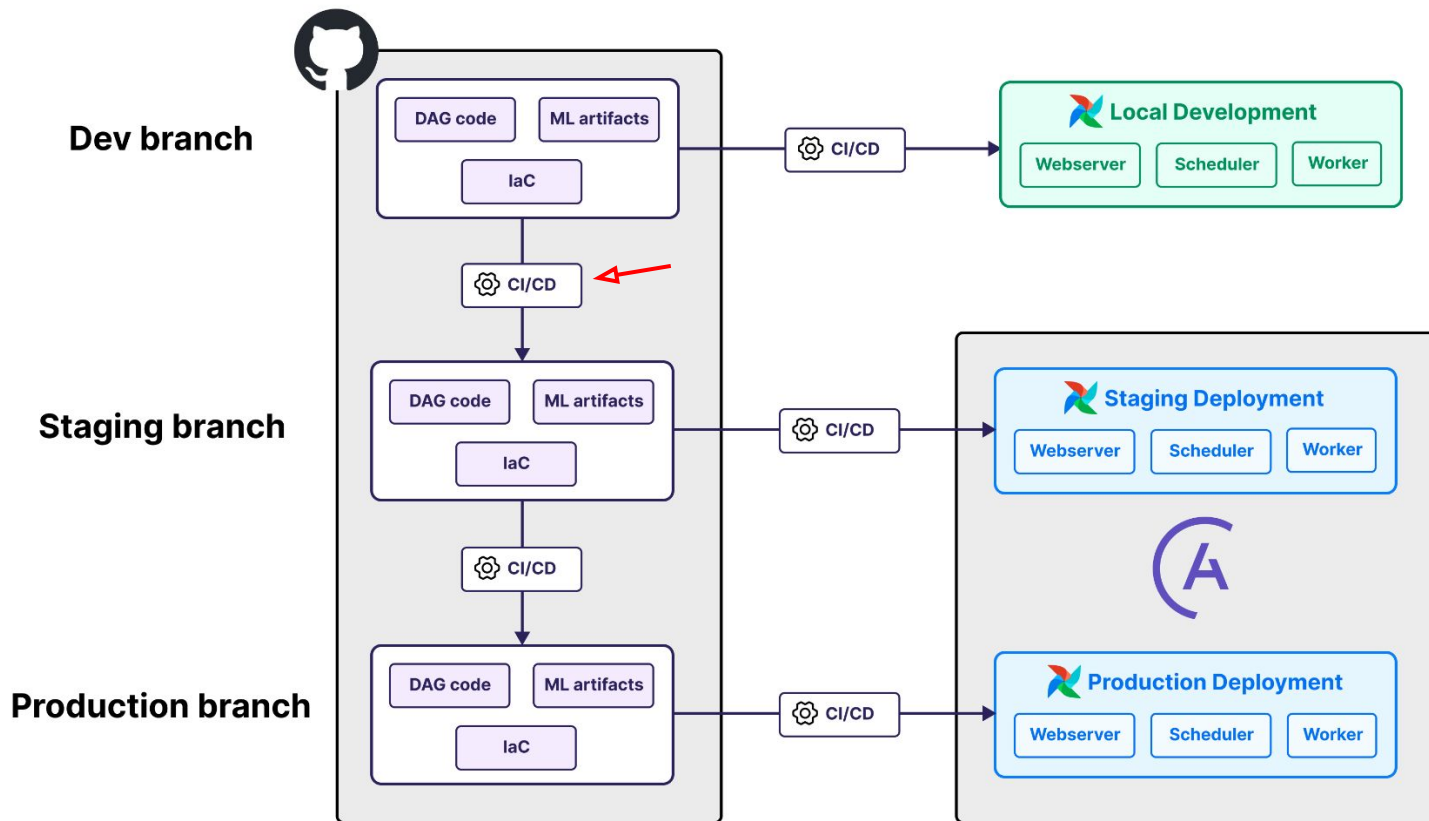 Dev branch
DAG code
ML artifacts
IaC
CI/CD
Local Development
Webserver
Scheduler
Worker
CI/CD
Staging branch
DAG code
ML artifacts
IaC
CI/CD
Staging Deployment
Webserver
Scheduler
Worker
CI/CD
Production branch
DAG code
ML artifacts
IaC
CI/CD
Production Deployment
Webserver
Scheduler
Worker